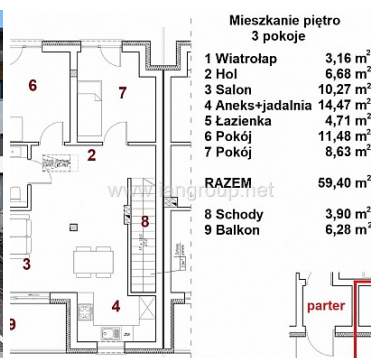 Mieszkanie piętro
3 pokoje
1 Wiatrołap 3,16 m²
2 Hol 6,68 m²
3 Salon 10,27 m²
4 Aneks+jadalnia 14,47 m²
5 Łazienka 4,71 m²
6 Pokój 11,48 m²
7 Pokój 8,63 m²
RAZEM 59,40 m²
8 Schody 3,90 m²
9 Balkon 6,28 m²
6
7
2
www.jangroup.net
8
3
4
9
parter